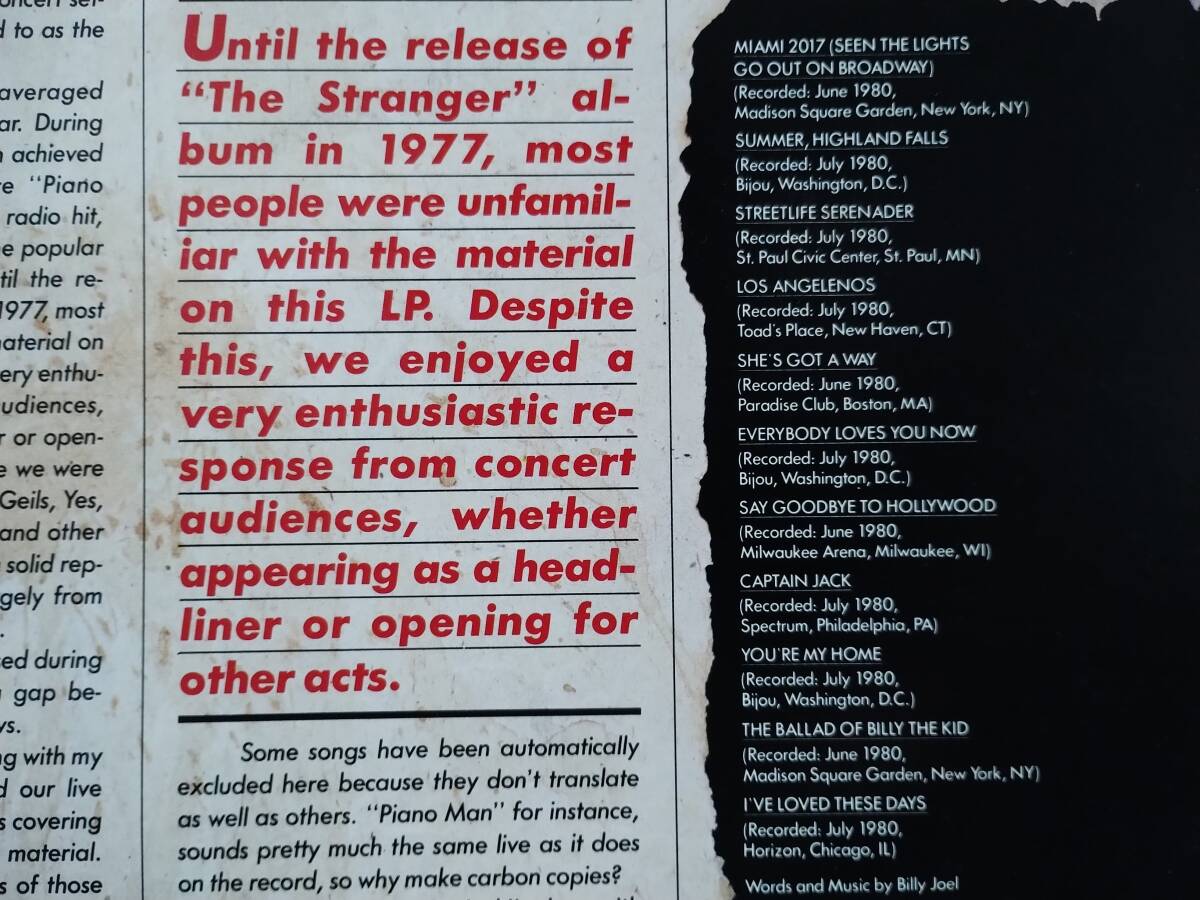 d to as the
averaged
ar. During
achieved
re "Piano
radio hit,
e popular
til the re-
1977, most
aterial on
ery enthu-
udiences,
r or open-
e we were
Geils, Yes,
and other
solid rep-
gely from
.
sed during
gap be-
ys.
ng with my
d our live
s covering
material.
s of those
Until the release of
"The Stranger" al-
bum in 1977, most
people were unfamil-
iar with the material
on this LP. Despite
this, we enjoyed a
very enthusiastic re-
sponse from concert
audiences, whether
appearing as a head-
liner or opening for
other acts.
Some songs have been automatically
excluded here because they don't translate
as well as others. "Piano Man" for instance,
sounds pretty much the same live as it does
on the record, so why make carbon copies?
MIAMI 2017 (SEEN THE LIGHTS
GO OUT ON BROADWAY)
(Recorded: June 1980,
Madison Square Garden, New York, NY)
SUMMER, HIGHLAND FALLS
(Recorded: July 1980,
Bijou, Washington, D.C.)
STREETLIFE SERENADER
(Recorded: July 1980,
St. Paul Civic Center, St. Paul, MN)
LOS ANGELENOS
(Recorded: July 1980,
Toad's Place, New Haven, CT)
SHE'S GOT A WAY
(Recorded: June 1980,
Paradise Club, Boston, MA)
EVERYBODY LOVES YOU NOW
(Recorded: July 1980,
Bijou, Washington, D.C.)
SAY GOODBYE TO HOLLYWOOD
(Recorded: June 1980,
Milwaukee Arena, Milwaukee, WI)
CAPTAIN JACK
(Recorded: July 1980,
Spectrum, Philadelphia, PA)
YOU'RE MY HOME
(Recorded: July 1980,
Bijou, Washington, D.C.)
THE BALLAD OF BILLY THE KID
(Recorded: June 1980,
Madison Square Garden, New York, NY)
I'VE LOVED THESE DAYS
(Recorded: July 1980,
Horizon, Chicago, IL)
Words and Music by Billy Joel